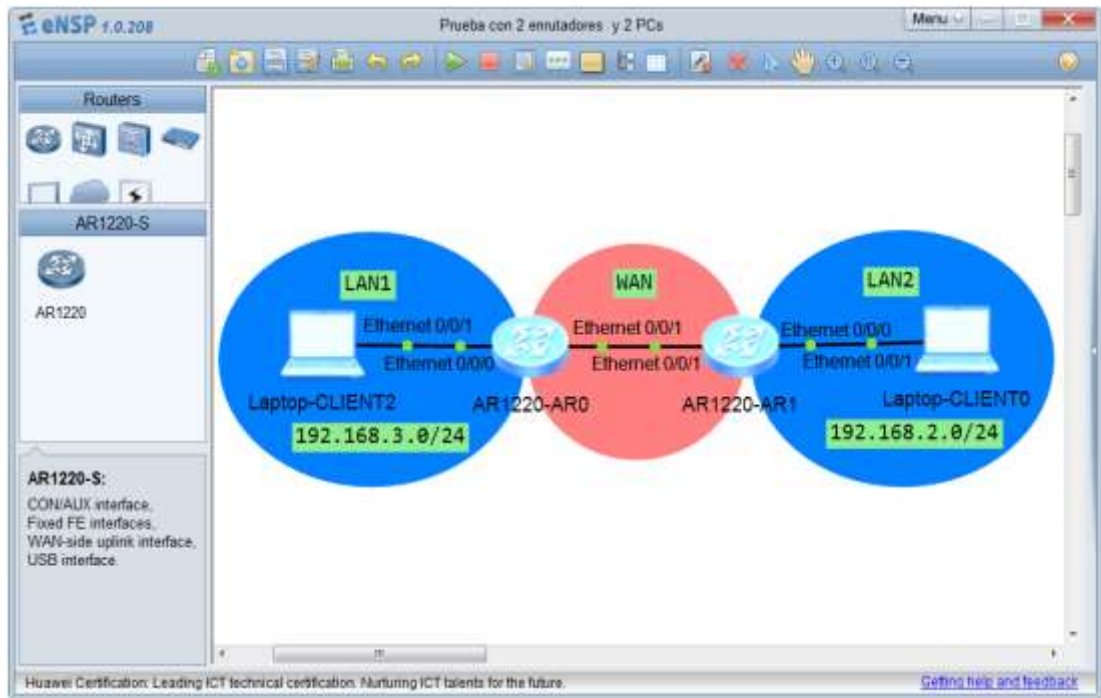 eNSP 1.0.208
Prueba con 2 enrutadores y 2 PCs
Menu
Routers
AR1220-S
AR1220
AR1220-S:
CON/AUX interface,
Fixed FE interfaces,
WAN-side uplink interface,
USB interface.
LAN1
WAN
LAN2
Ethernet 0/0/1
Ethernet 0/0/1
Ethernet 0/0/0
Ethernet 0/0/0
Ethernet 0/0/1
Ethernet 0/0/1
Laptop-CLIENT2
AR1220-AR0
AR1220-AR1
Laptop-CLIENT0
192.168.3.0/24
192.168.2.0/24
Huawei Certification: Leading ICT technical certification. Nurturing ICT talents for the future.
Getting help and feedback